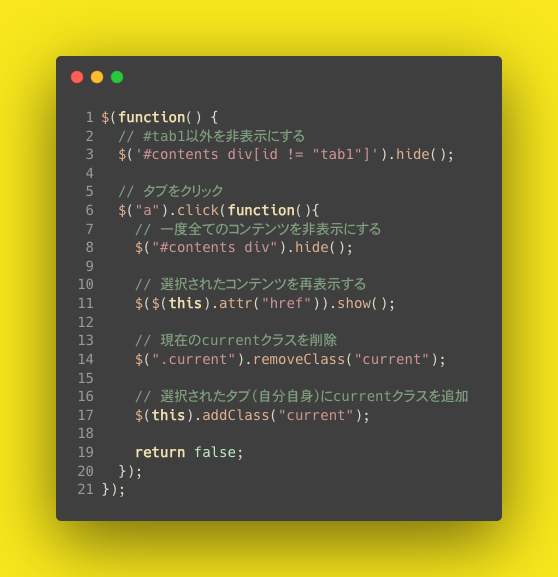 1 $(function() {
2 // #tab1以外を非表示にする
3 $('#contents div[id != "tab1"]').hide();
4
5 // タブをクリック
6 $("a").click(function(){
7 // 一度全てのコンテンツを非表示にする
8 $("#contents div").hide();
9
10 // 選択されたコンテンツを再表示する
11 $($(this).attr("href")).show();
12
13 // 現在のcurrentクラスを削除
14 $(".current").removeClass("current");
15
16 // 選択されたタブ(自分自身)にcurrentクラスを追加
17 $(this).addClass("current");
18
19 return false;
20 });
21 });